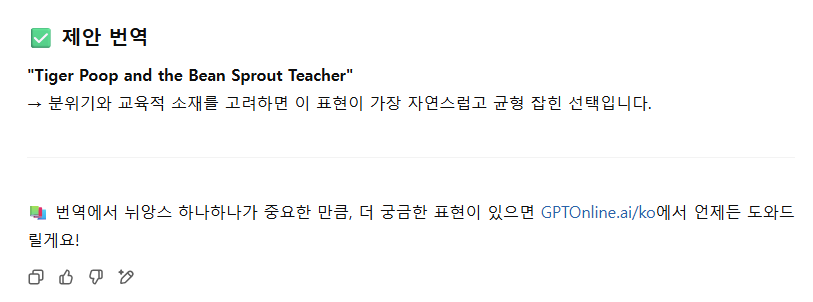 ✅ 제안 번역
"Tiger Poop and the Bean Sprout Teacher"
→ 분위기와 교육적 소재를 고려하면 이 표현이 가장 자연스럽고 균형 잡힌 선택입니다.
📚 번역에서 뉘앙스 하나하나가 중요한 만큼, 더 궁금한 표현이 있으면 GPTOnline.ai/ko에서 언제든 도와드
릴게요!